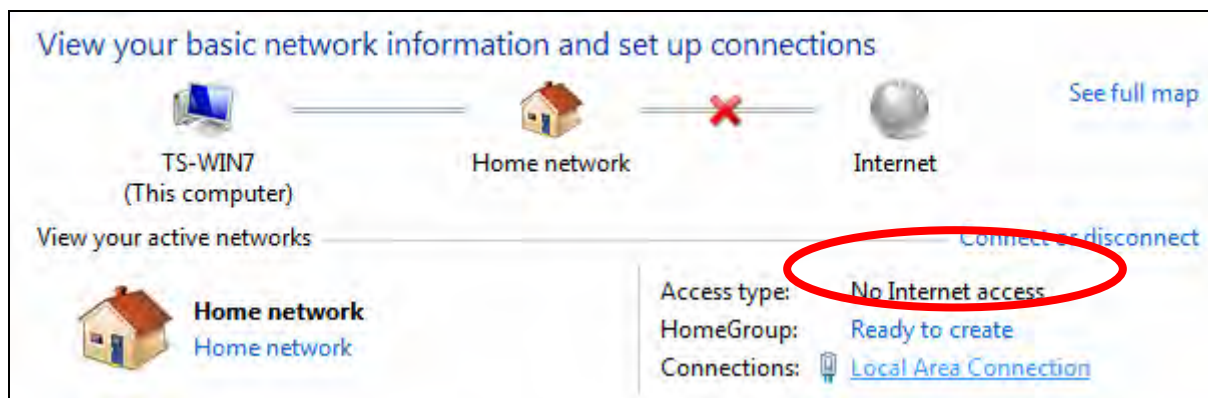 View your basic network information and set up connections
See full map
TS-WIN7
(This computer)
Home network
Internet
View your active networks
Connect or disconnect
Home network
Home network
Access type: No Internet access
HomeGroup: Ready to create
Connections: Local Area Connection